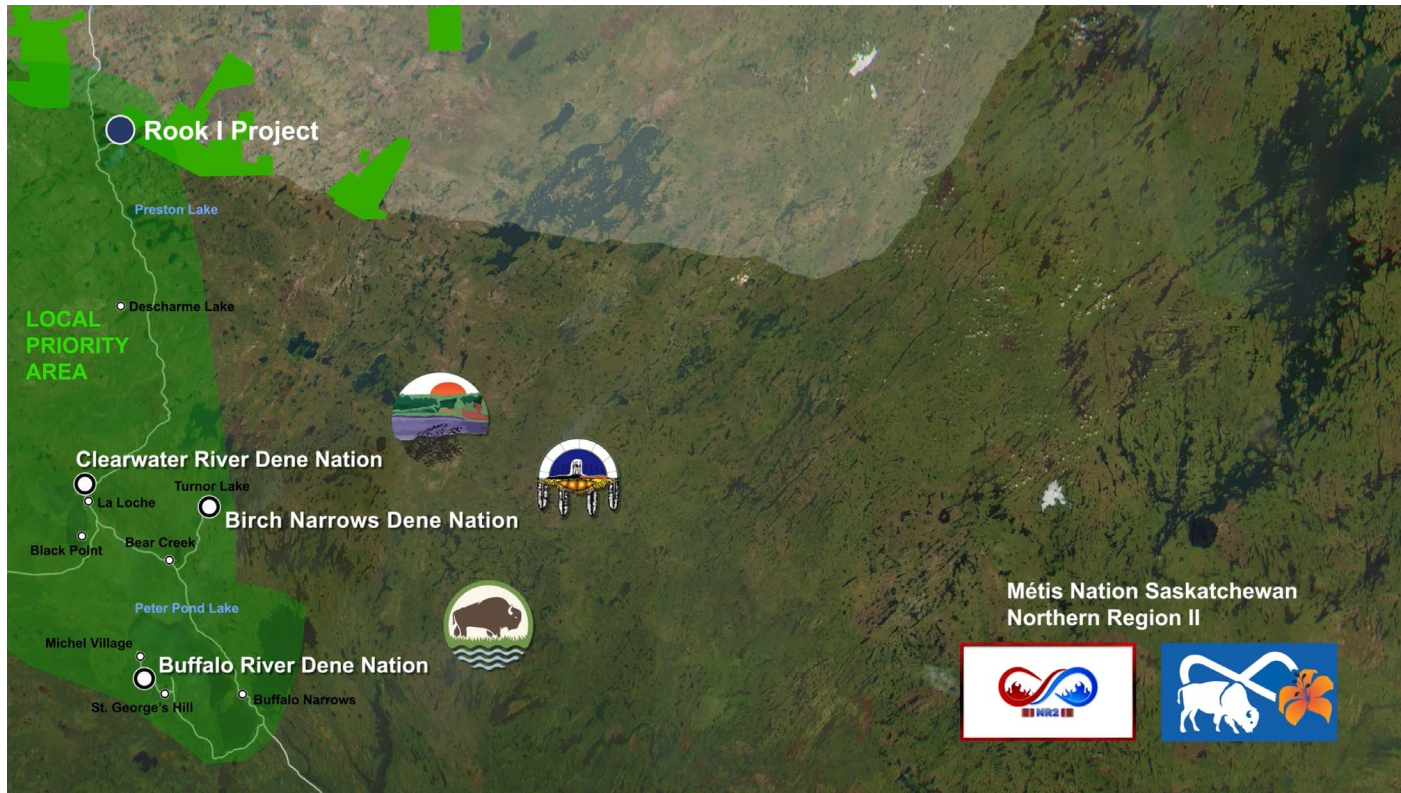 Rook I Project
Preston Lake
Descharme Lake
LOCAL
PRIORITY
AREA
Clearwater River Dene Nation
Turnor Lake
La Loche
Birch Narrows Dene Nation
Black Point
Bear Creek
Peter Pond Lake
Michel Village
Buffalo River Dene Nation
St. George's Hill
Buffalo Narrows
Métis Nation Saskatchewan
Northern Region II
NR2